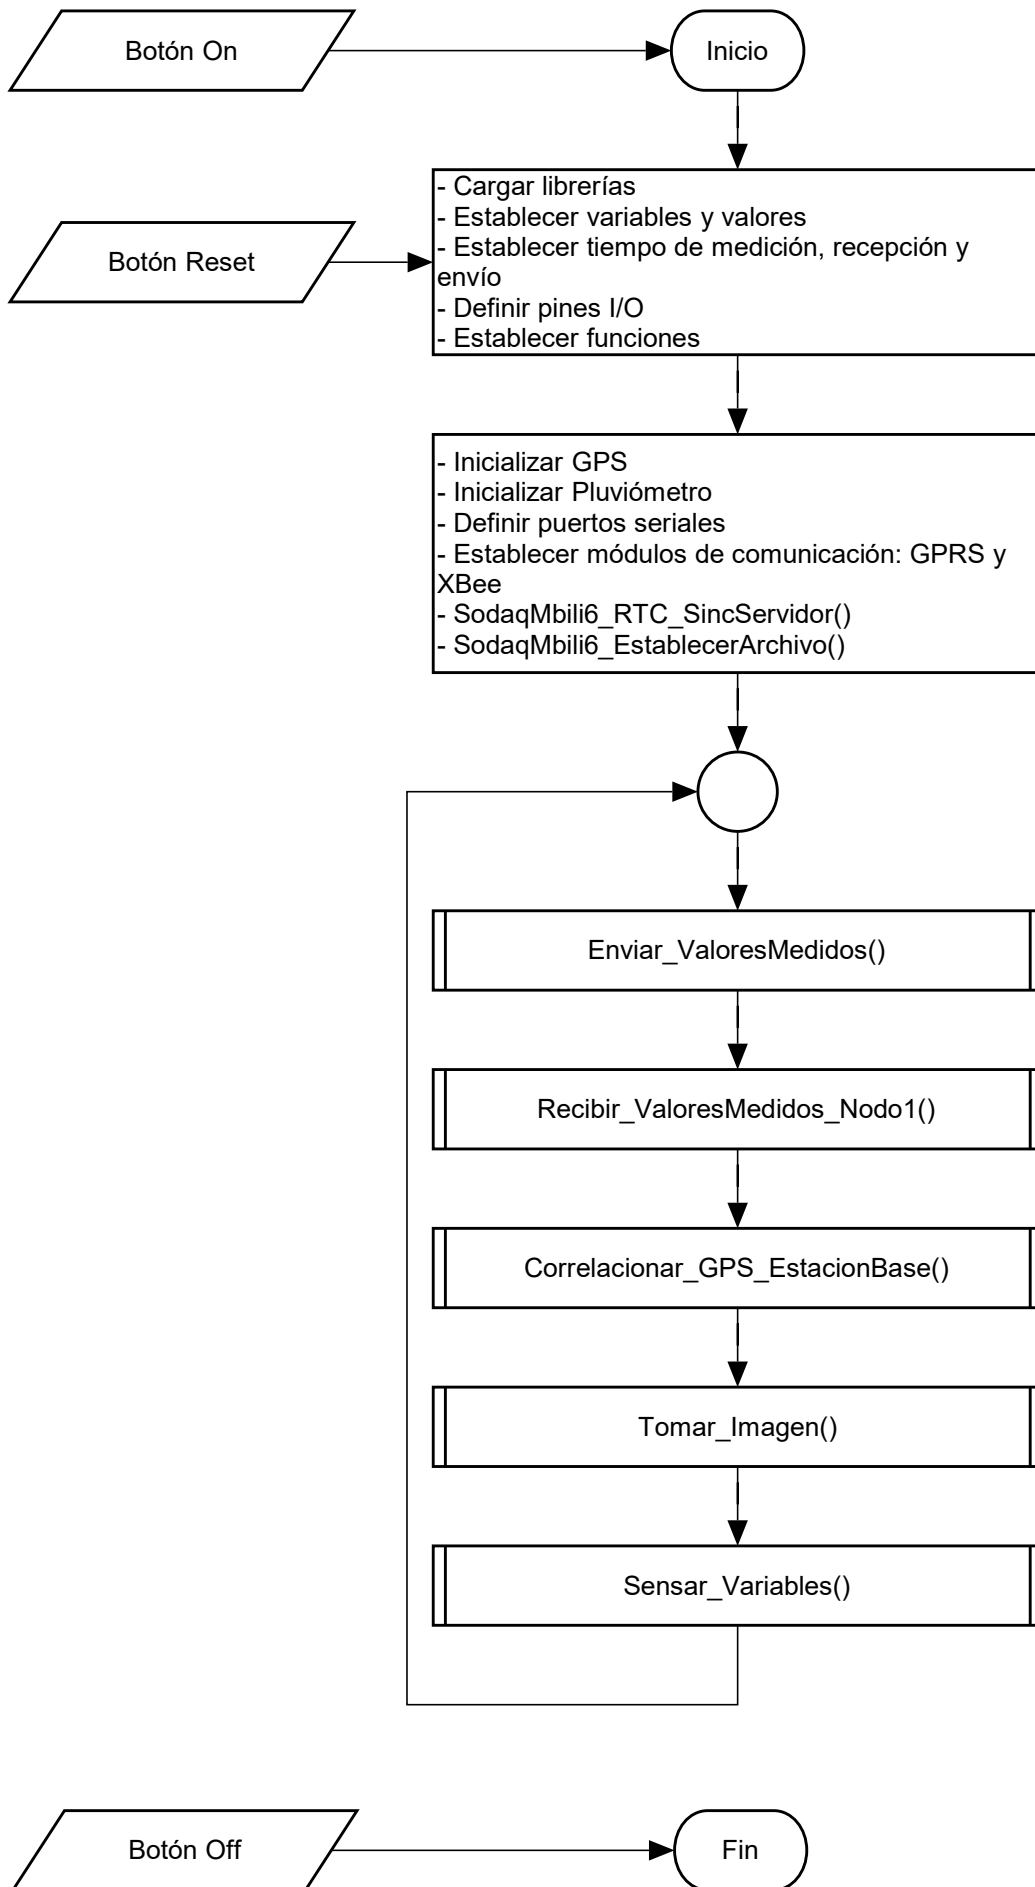 Botón On
Inicio
- Cargar librerías
- Establecer variables y valores
- Establecer tiempo de medición, recepción y
envío
- Definir pines I/O
- Establecer funciones
Botón Reset
- Inicializar GPS
- Inicializar Pluviómetro
- Definir puertos seriales
- Establecer módulos de comunicación: GPRS y
XBee
- SodaqMbili6_RTC_SincServidor()
- SodaqMbili6_EstablecerArchivo()
Enviar_ValoresMedidos()
Recibir_ValoresMedidos_Nodo1()
Correlacionar_GPS_EstacionBase()
Tomar_Imagen()
Sensar_Variables()
Botón Off
Fin